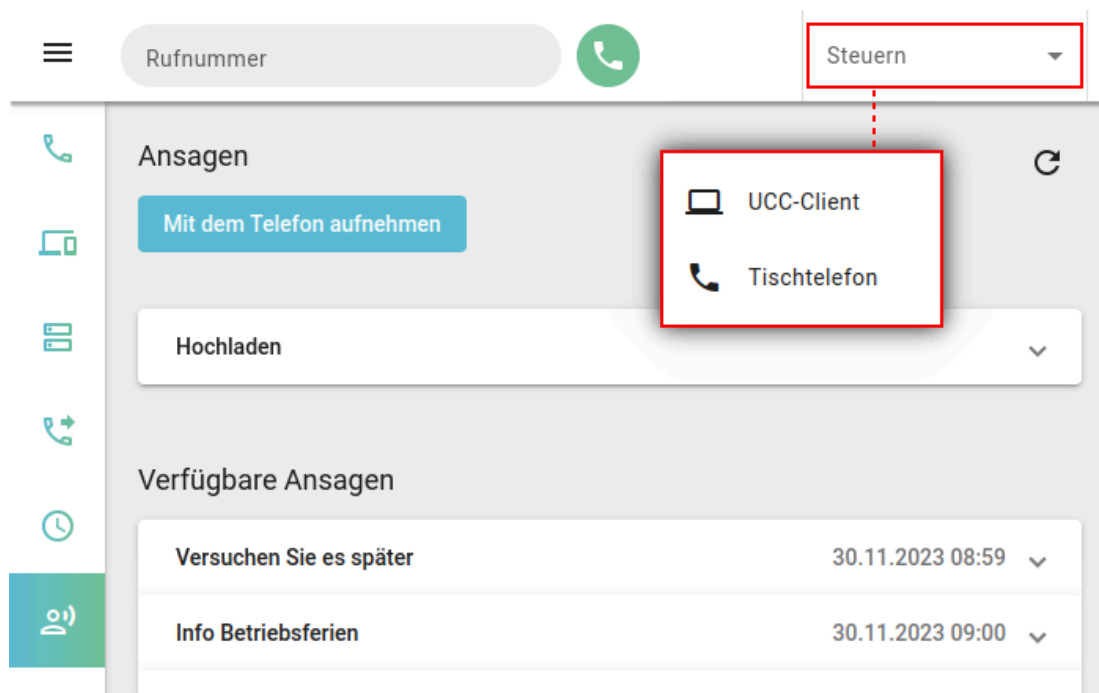 Rufnummer
Steuern
Ansagen
Mit dem Telefon aufnehmen
UCC-Client
Tischtelefon
Hochladen
Verfügbare Ansagen
Versuchen Sie es später 30.11.2023 08:59
Info Betriebsferien 30.11.2023 09:00